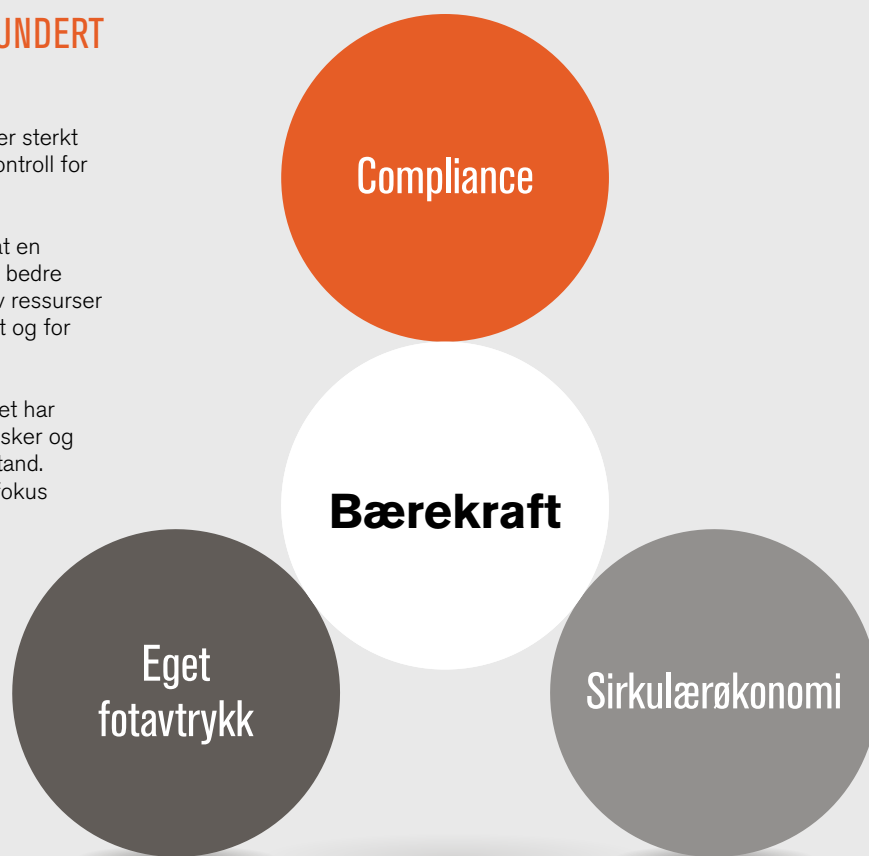 UNDERT
er sterkt
ontroll for
at en
bedre
ressurser
t og for
et har
sker og
tand.
fokus
Compliance
Bærekraft
Eget
fotavtrykk
Sirkulærøkonomi